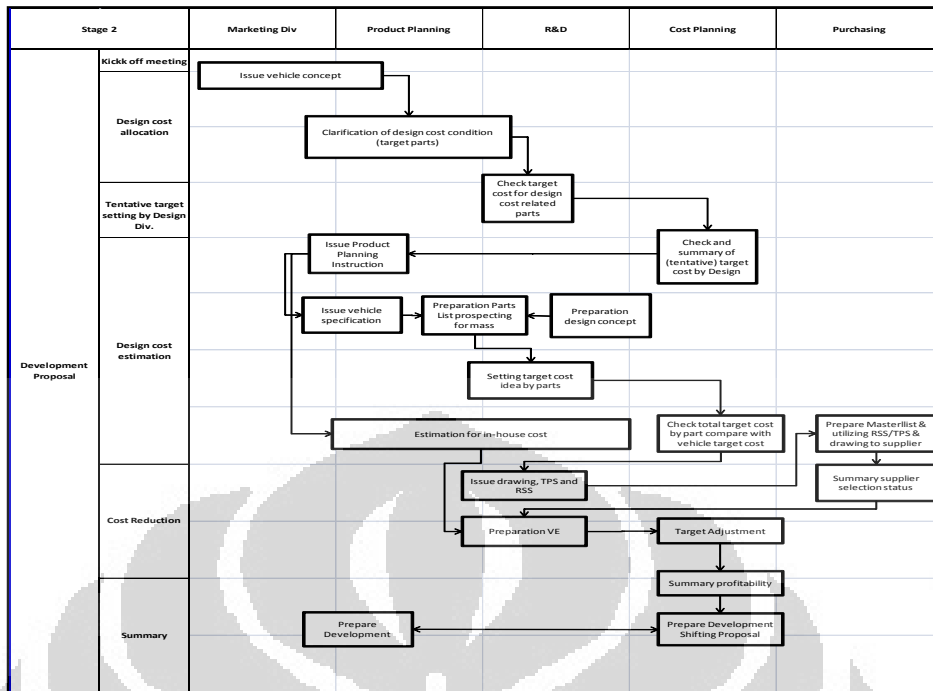 Stage 2
Marketing Div
Product Planning
R&D
Cost Planning
Purchasing
Kickk off meeting
Issue vehicle concept
Design cost
allocation
Clarification of design cost condition
(target parts)
Tentative target
setting by Design
Div.
Check target
cost for design
cost related
parts
Development
Proposal
Design cost
estimation
Issue Product
Planning
Instruction
Check and
summary of
(tentative) target
cost by Design
Issue vehicle
specification
Preparation Parts
List prospecting
for mass
Preparation
design concept
Setting target cost
idea by parts
Estimation for in-house cost
Check total target cost
by part compare with
vehicle target cost
Prepare Masterllist &
utilizing RSS/TPS &
drawing to supplier
Cost Reduction
Issue drawing, TPS and
RSS
Summary supplier
selection status
Preparation VE
Target Adjustment
Summary profitability
Summary
Prepare
Development
Prepare Development
Shifting Proposal